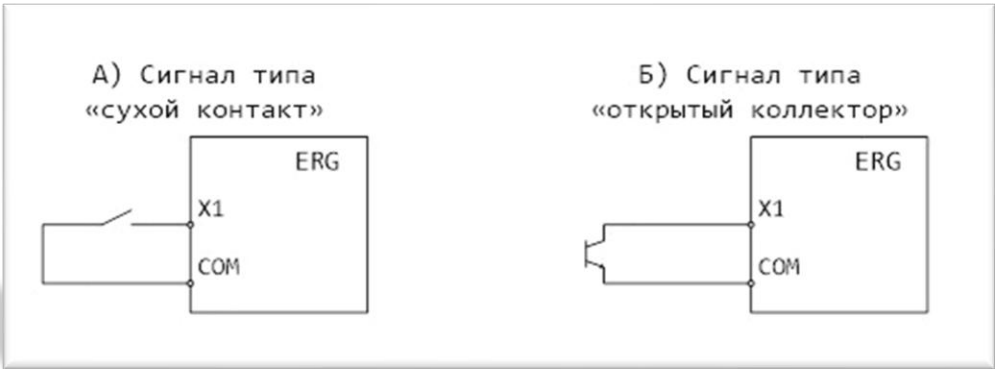 А) Сигнал типа
«сухой контакт»
ERG
X1
COM
Б) Сигнал типа
«открытый коллектор»
ERG
X1
COM